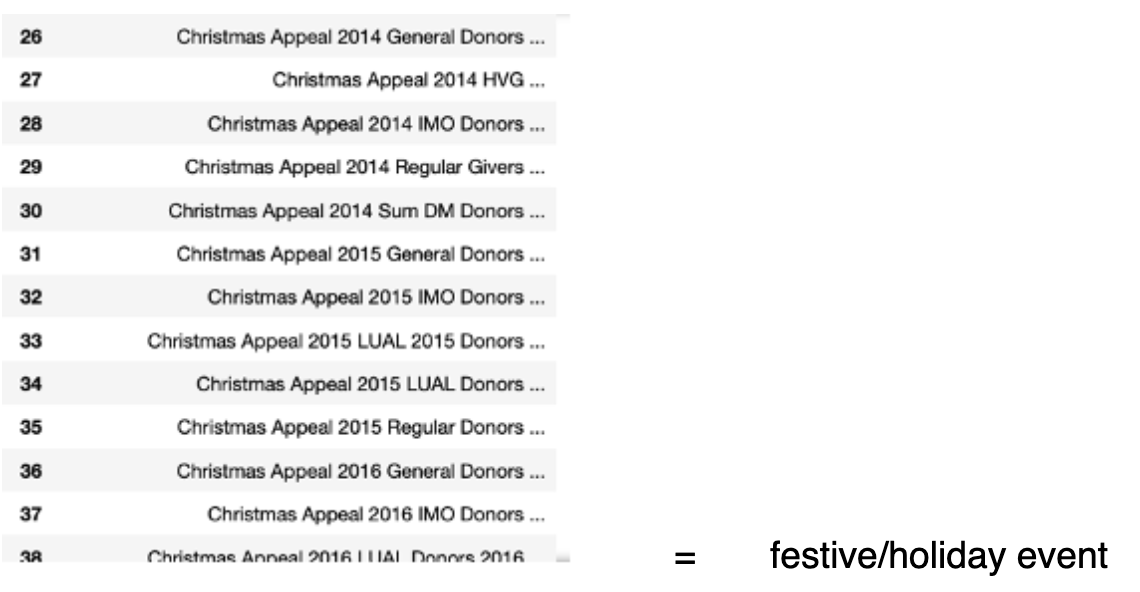 26 Christmas Appeal 2014 General Donors ...
27 Christmas Appeal 2014 HVG ...
28 Christmas Appeal 2014 IMO Donors ...
29 Christmas Appeal 2014 Regular Givers ...
30 Christmas Appeal 2014 Sum DM Donors ...
31 Christmas Appeal 2015 General Donors ...
32 Christmas Appeal 2015 IMO Donors ...
33 Christmas Appeal 2015 LUAL 2015 Donors ...
34 Christmas Appeal 2015 LUAL Donors ...
35 Christmas Appeal 2015 Regular Donors ...
36 Christmas Appeal 2016 General Donors ...
37 Christmas Appeal 2016 IMO Donors ...
38 Christmas Appeal 2016 LUAL Donors 2016
= festive/holiday event